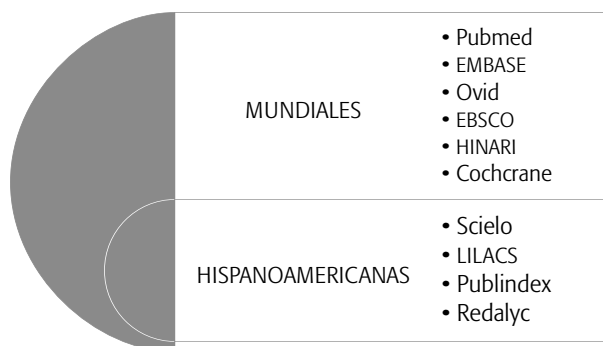 MUNDIALES
• Pubmed
• EMBASE
• Ovid
• EBSCO
• HINARI
• Cochcrane
HISPANOAMERICANAS
• Scielo
• LILACS
• Publindex
• Redalyc